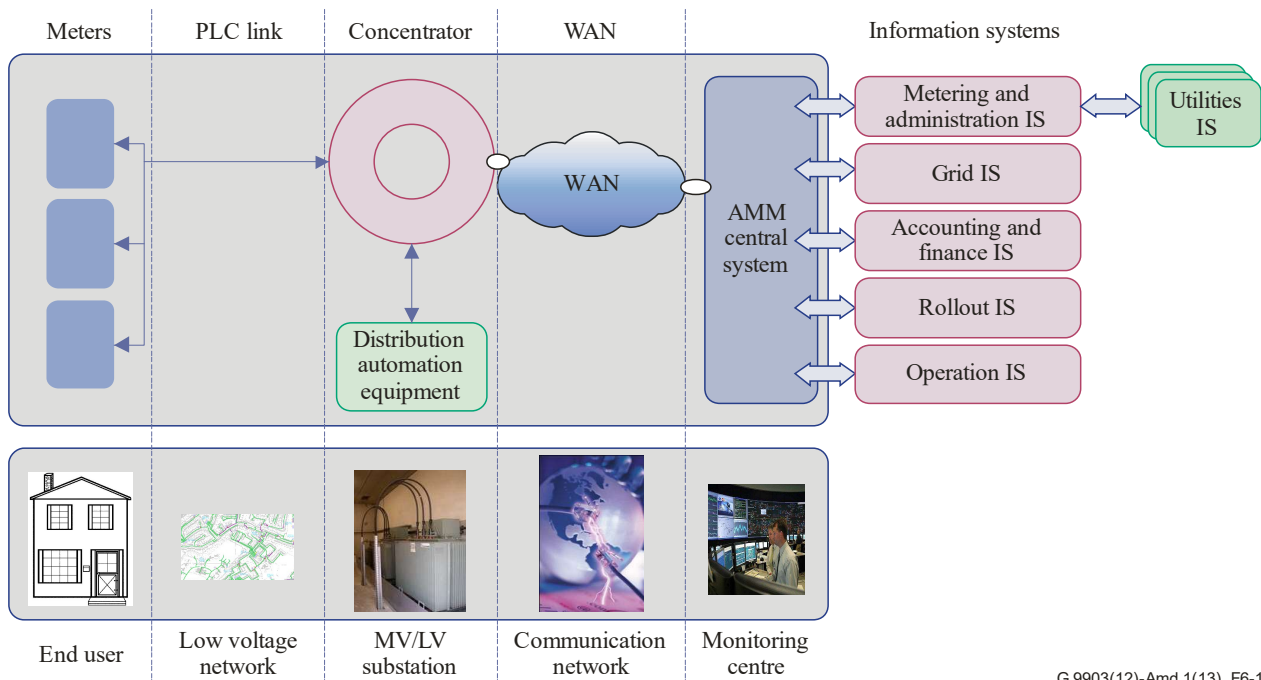 Meters
PLC link
Concentrator
WAN
Information systems
Metering and
administration IS
Utilities
IS
Grid IS
WAN
AMM
central
system
Accounting and
finance IS
Rollout IS
Distribution
automation
equipment
Operation IS
End user
Low voltage
network
MV/LV
substation
Communication
network
Monitoring
centre
G.9903(12)-Amd.1(13)_F6-1